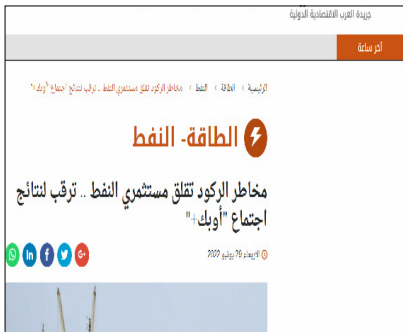 جريدة العرب الاقتصادية الدولية
آخر ساعة
الرئيسية › الطاقة › النفط › مخاطر الركود تقلق مستثمري النفط .. ترقب لنتائج اجتماع "أوبك+"
الطاقة- النفط
مخاطر الركود تقلق مستثمري النفط .. ترقب لنتائج
اجتماع "أوبك+"
الأربعاء 29 يونيو 2022